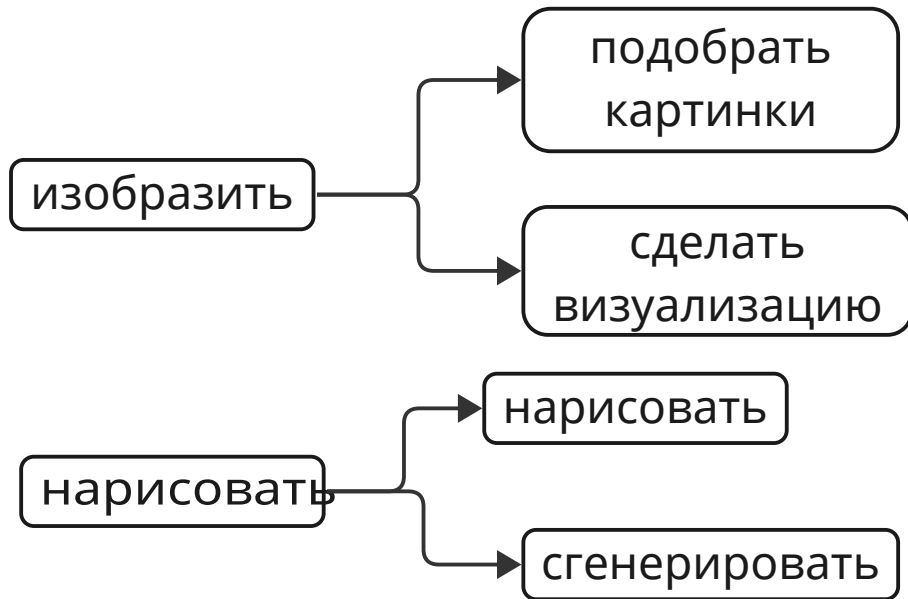 подобрать
картинки
изобразить
сделать
визуализацию
нарисовать
нарисовать
сгенерировать